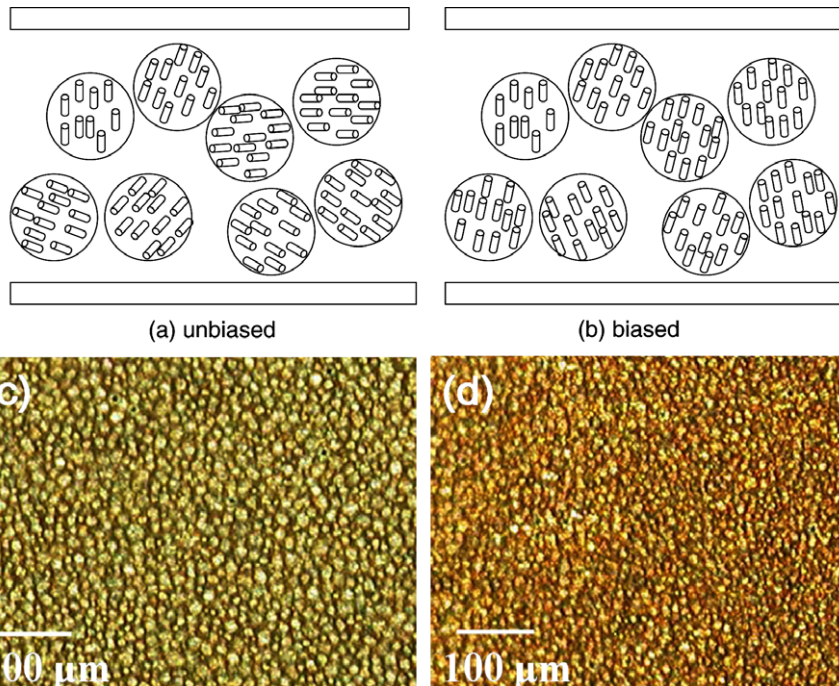 (a) unbiased
(b) biased
c)
(d)
00 μm
100 μm